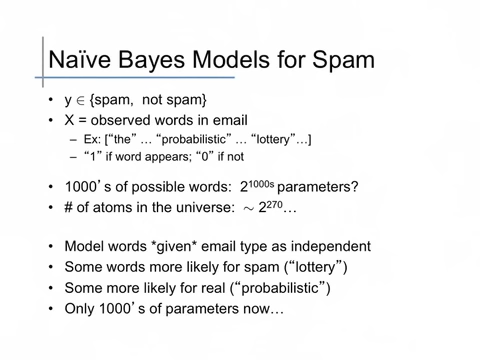 Naïve Bayes Models for Spam
• y ∈ {spam, not spam}
• X = observed words in email
– Ex: [“the” … “probabilistic” … “lottery”…]
– “1” if word appears; “0” if not
• 1000’s of possible words: 2^1000s parameters?
• # of atoms in the universe: ~ 2^270…
• Model words *given* email type as independent
• Some words more likely for spam (“lottery”)
• Some more likely for real (“probabilistic”)
• Only 1000’s of parameters now…